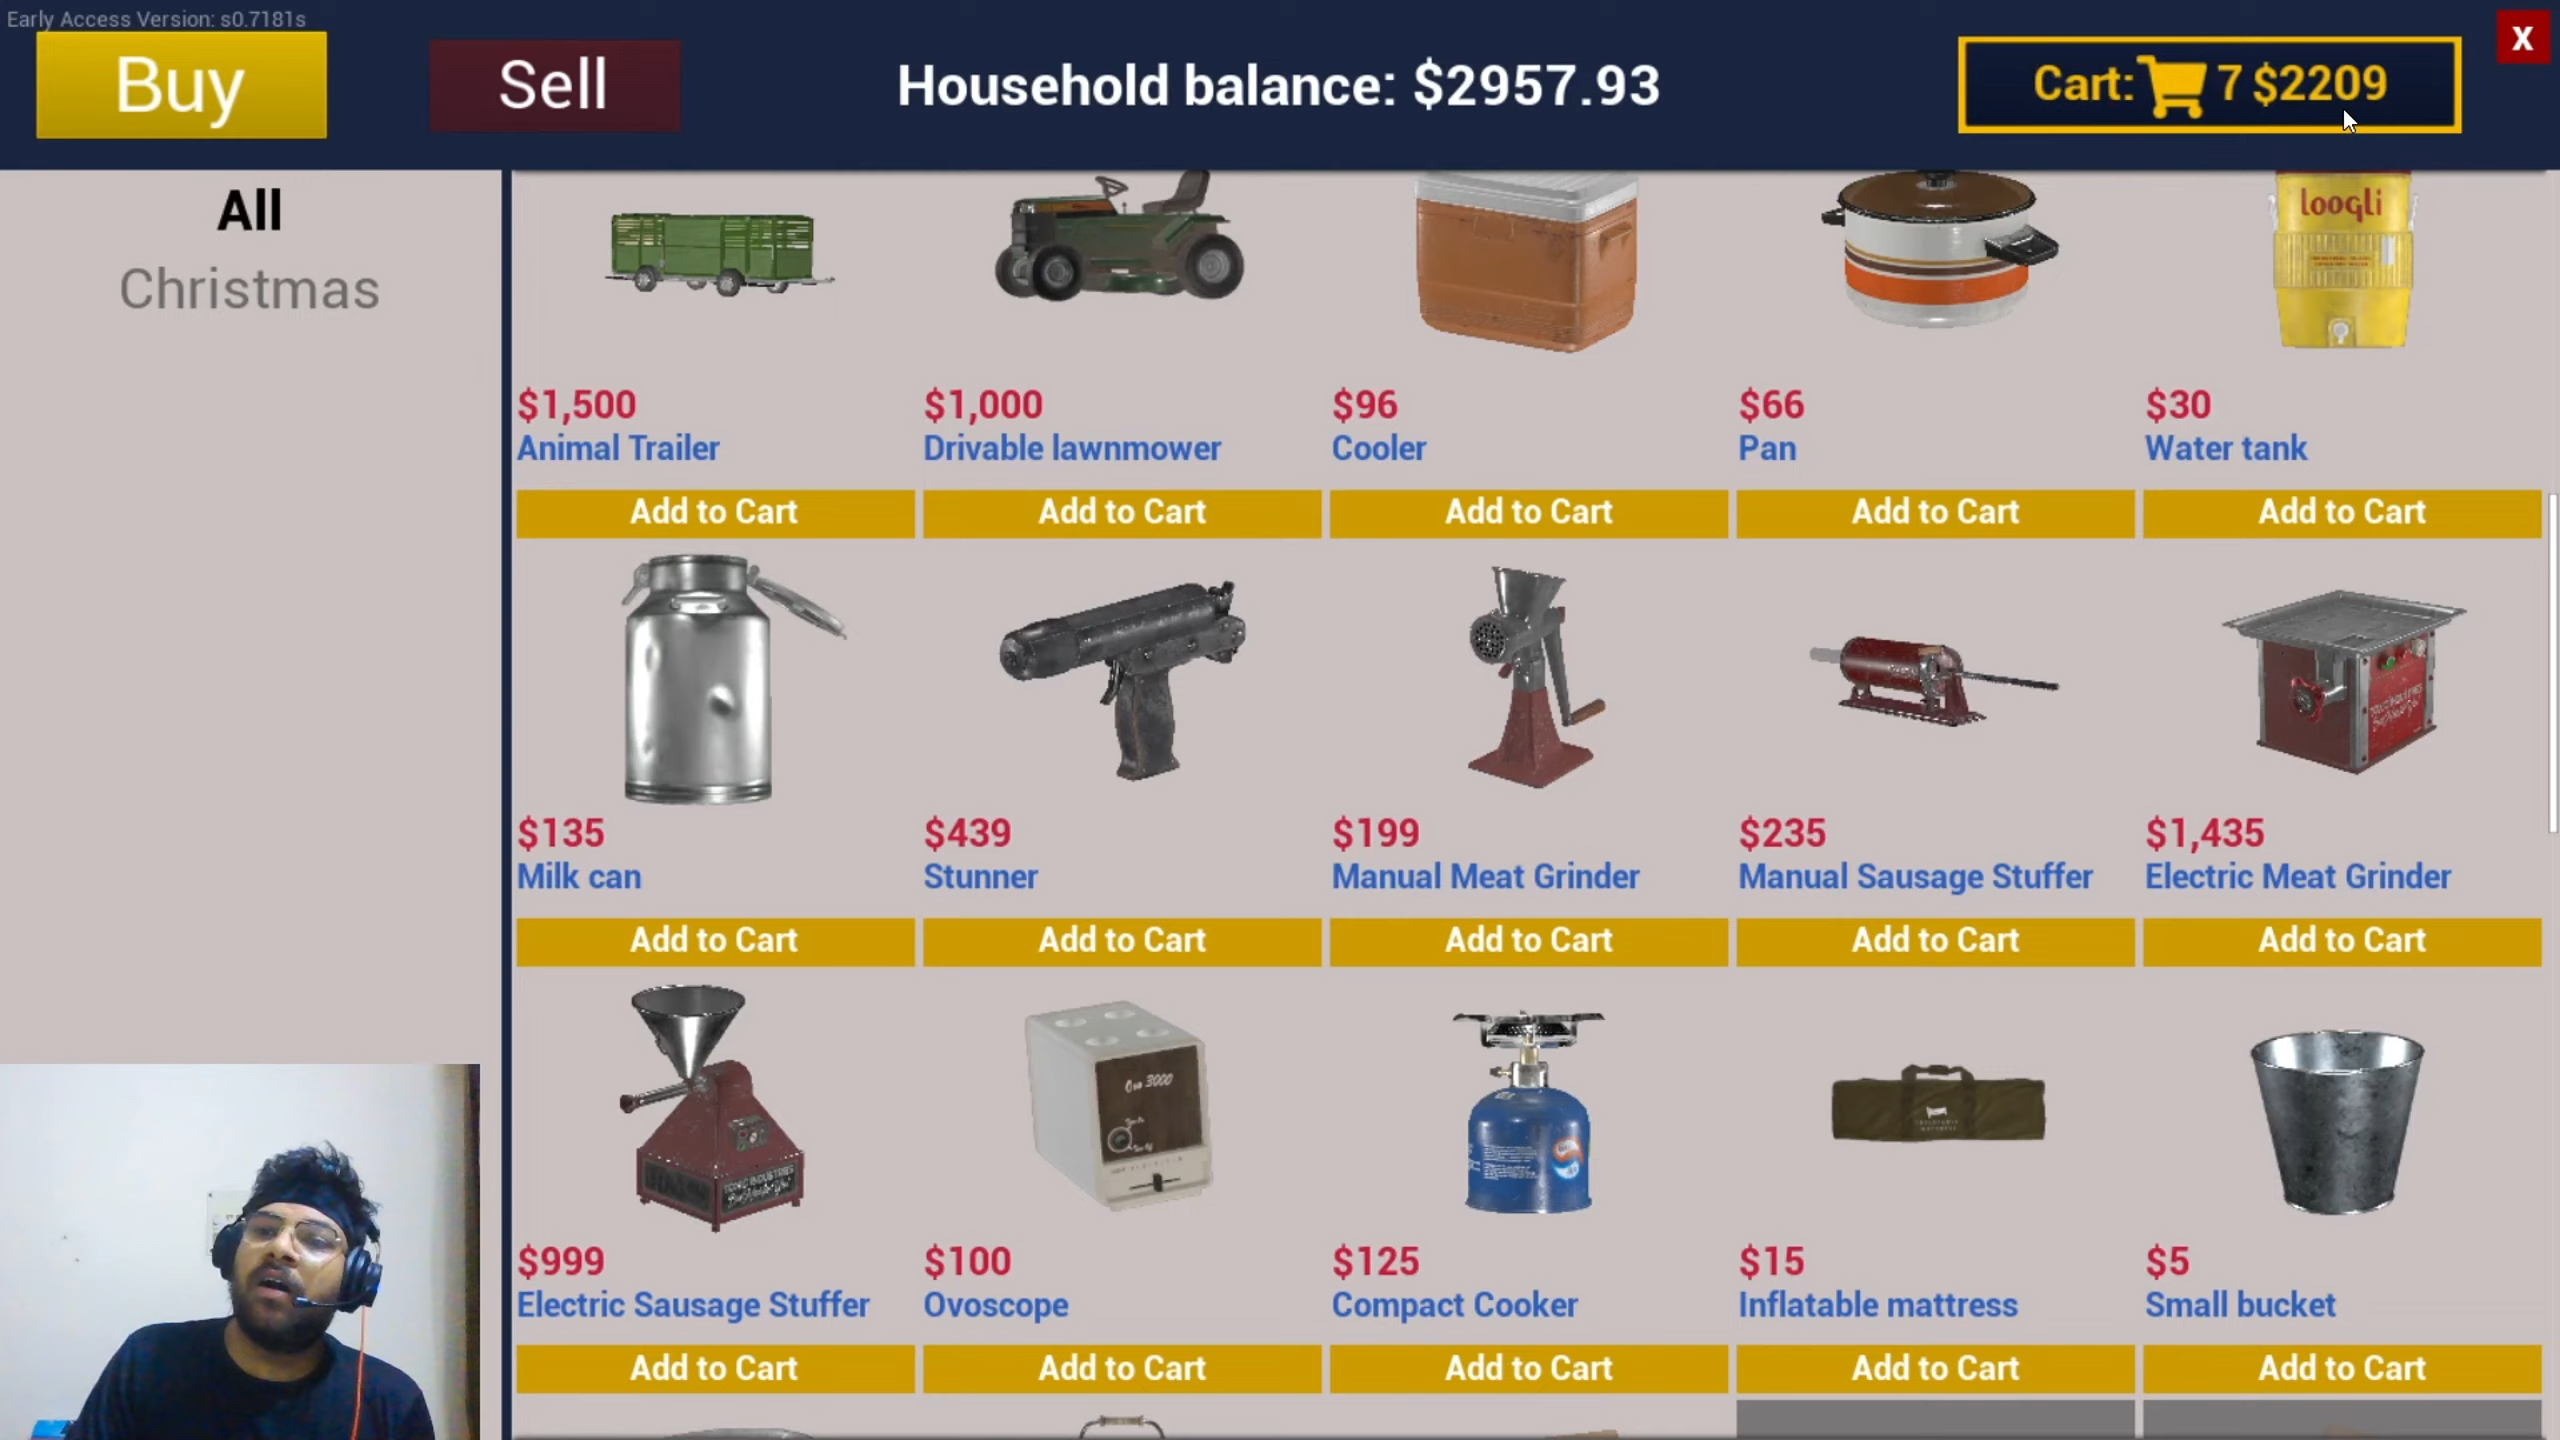 Early Access Version: s0.7181s
Buy
Sell
Household balance: $2957.93
Cart: 7 $2209
X
All
Christmas
loogli
$1,500
Animal Trailer
Add to Cart
$1,000
Drivable lawnmower
Add to Cart
$96
Cooler
Add to Cart
$66
Pan
Add to Cart
$30
Water tank
Add to Cart
$135
Milk can
Add to Cart
$439
Stunner
Add to Cart
$199
Manual Meat Grinder
Add to Cart
$235
Manual Sausage Stuffer
Add to Cart
$1,435
Electric Meat Grinder
Add to Cart
Ovo 3000
$999
Electric Sausage Stuffer
Add to Cart
$100
Ovoscope
Add to Cart
$125
Compact Cooker
Add to Cart
$15
Inflatable mattress
Add to Cart
$5
Small bucket
Add to Cart